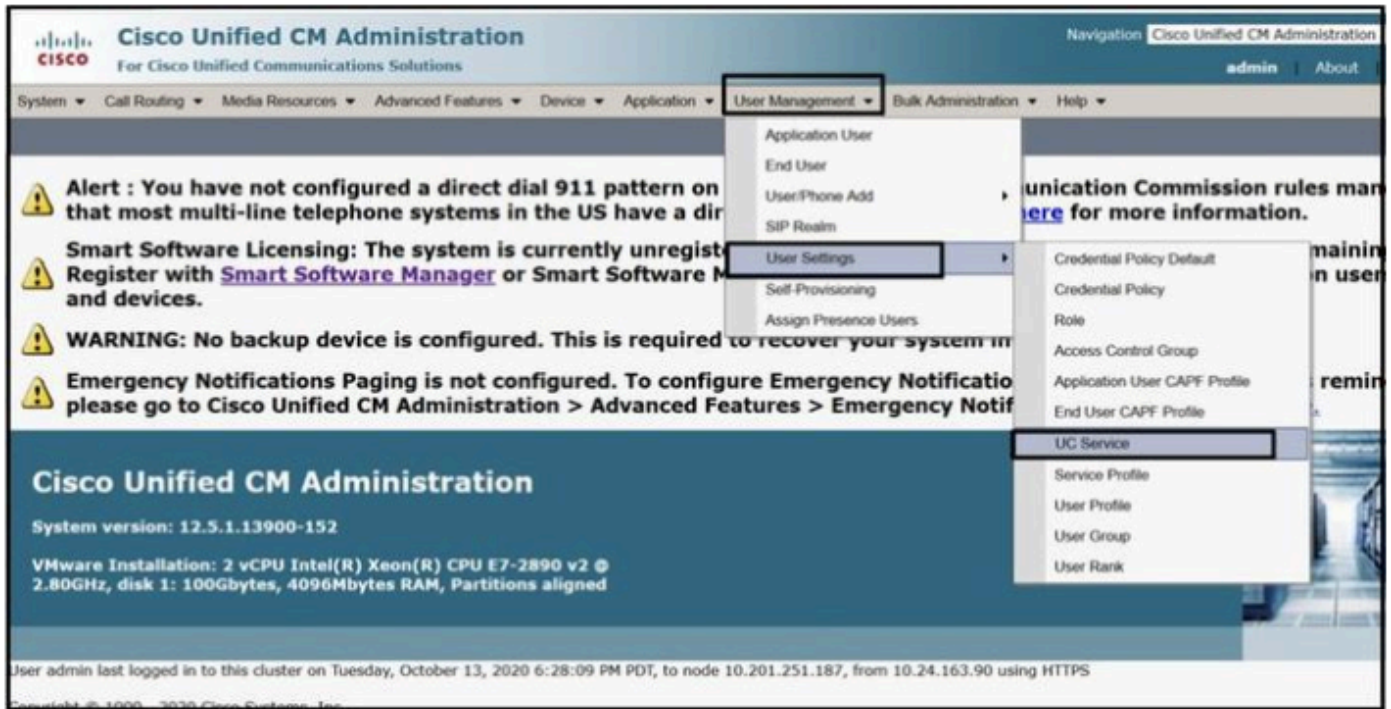 CISCO
Cisco Unified CM Administration
For Cisco Unified Communications Solutions
Navigation Cisco Unified CM Administration
admin | About |
System Call Routing Media Resources Advanced Features Device Application User Management Bulk Administration Help
Application User
End User
User/Phone Add
SIP Realm
User Settings
Self-Provisioning
Assign Presence Users
Credential Policy Default
Credential Policy
Role
Access Control Group
Application User CAPF Profile
End User CAPF Profile
UC Service
Service Profile
User Profile
User Group
User Rank
Alert : You have not configured a direct dial 911 pattern on unication Commission rules man
that most multi-line telephone systems in the US have a dir here for more information.
Smart Software Licensing: The system is currently unregiste mainin
Register with Smart Software Manager or Smart Software M n user
and devices.
WARNING: No backup device is configured. This is required to recover your system in
Emergency Notifications Paging is not configured. To configure Emergency Notificatio remin
please go to Cisco Unified CM Administration > Advanced Features > Emergency Notif
Cisco Unified CM Administration
System version: 12.5.1.13900-152
VMware Installation: 2 vCPU Intel(R) Xeon(R) CPU E7-2890 v2 @
2.80GHz, disk 1: 100Gbytes, 4096Mbytes RAM, Partitions aligned
User admin last logged in to this cluster on Tuesday, October 13, 2020 6:28:09 PM PDT, to node 10.201.251.187, from 10.24.163.90 using HTTPS
Copyright © 1999 - 2020 Cisco Systems, Inc.